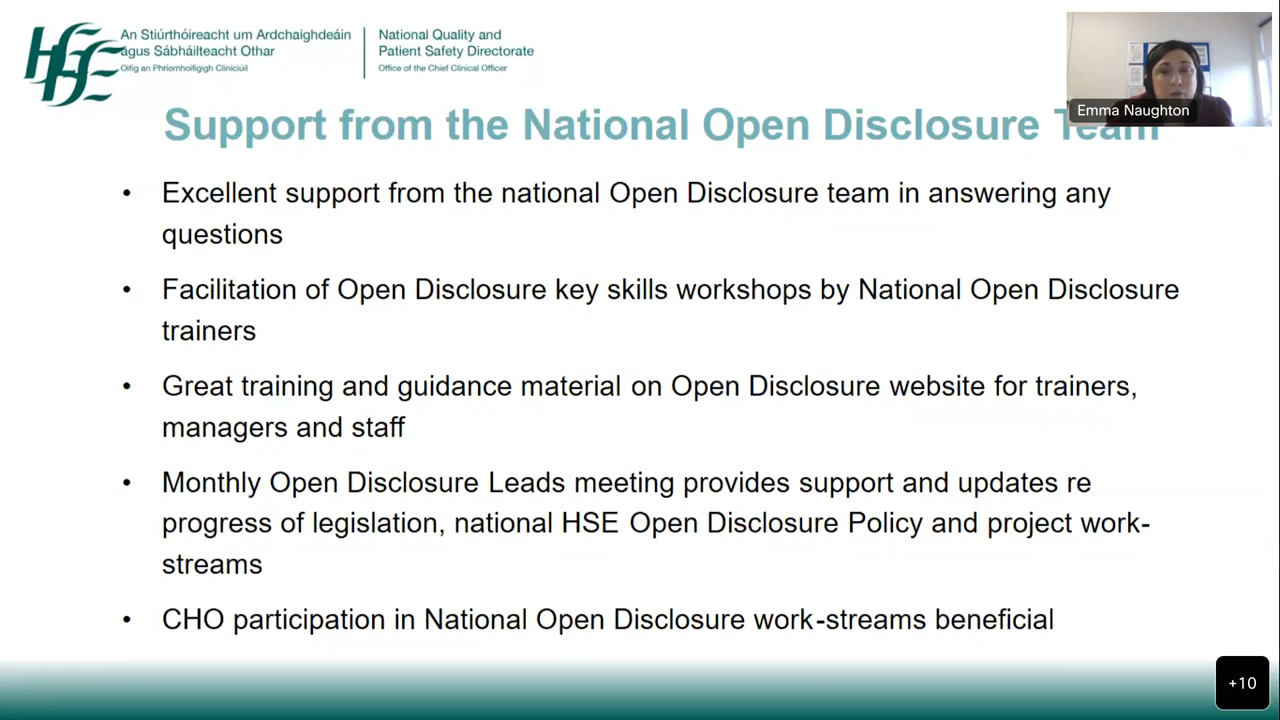 An Stiúrthóireacht um Ardchaighdeáin
agus Sábháilteacht Othar
Oifig an Phríomhoifigigh Cliniciúil
National Quality and
Patient Safety Directorate
Office of the Chief Clinical Officer
Emma Naughton
Support from the National Open Disclosure Team
• Excellent support from the national Open Disclosure team in answering any
questions
• Facilitation of Open Disclosure key skills workshops by National Open Disclosure
trainers
• Great training and guidance material on Open Disclosure website for trainers,
managers and staff
• Monthly Open Disclosure Leads meeting provides support and updates re
progress of legislation, national HSE Open Disclosure Policy and project work-
streams
• CHO participation in National Open Disclosure work-streams beneficial
+10